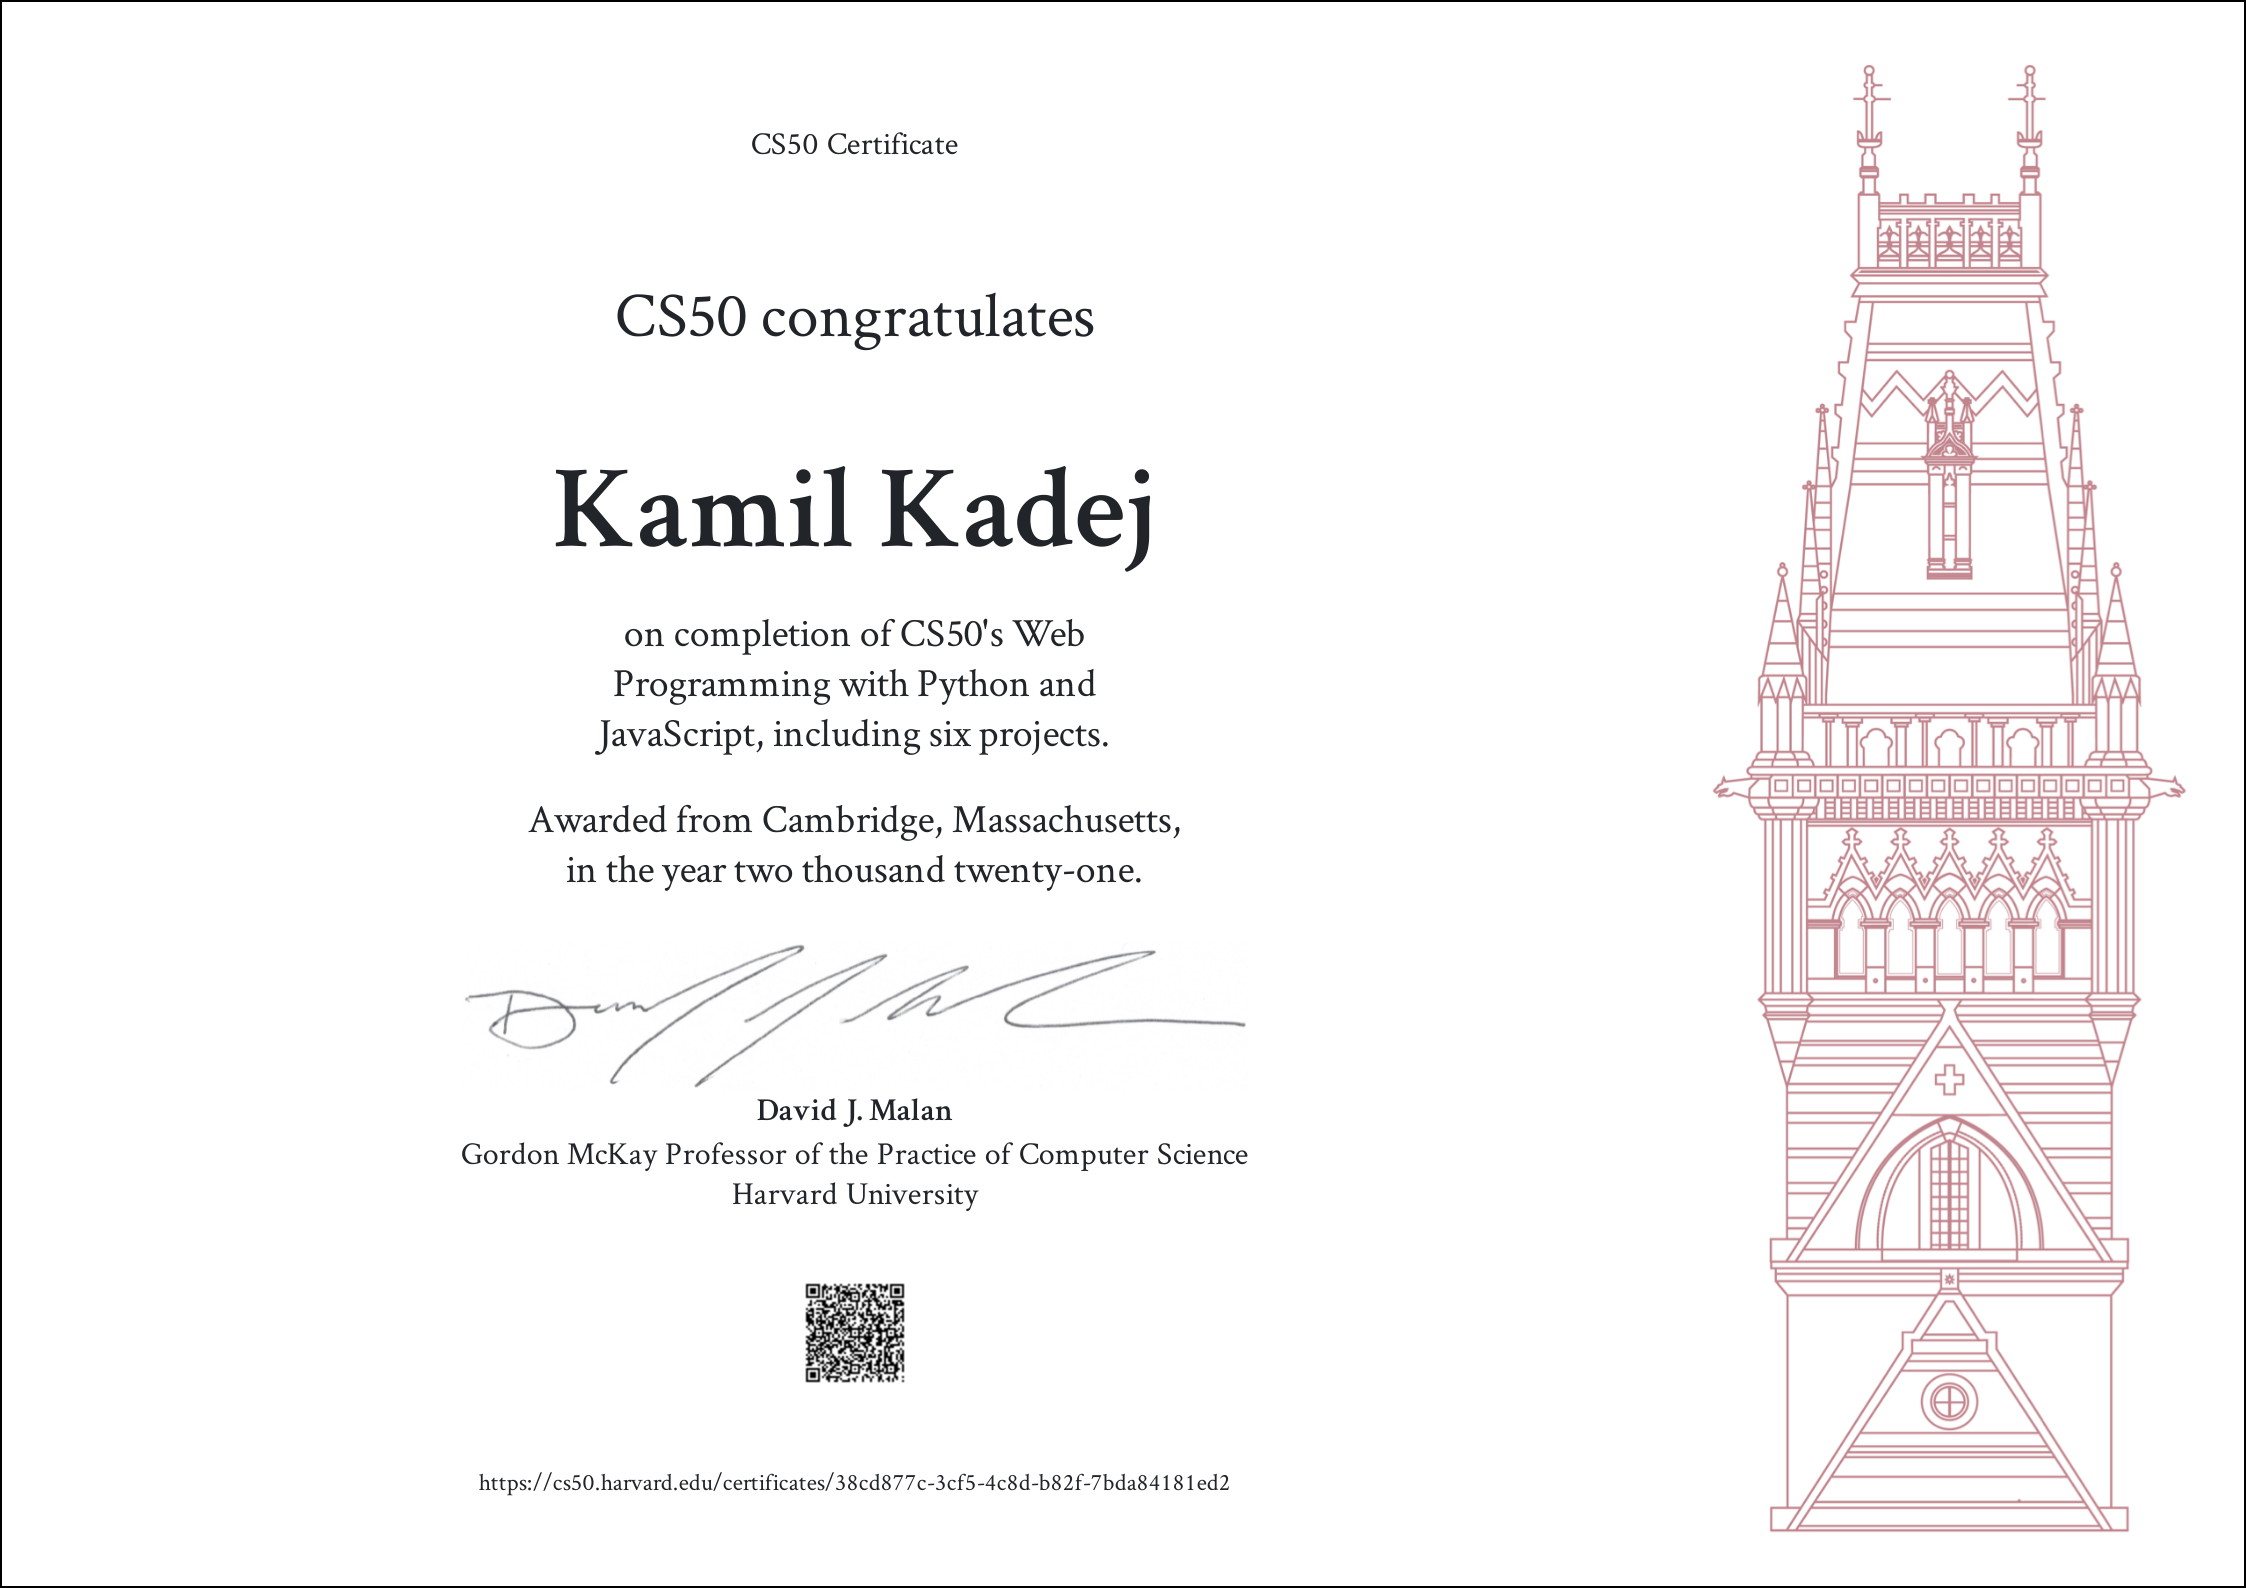 CS50 Certificate
CS50 congratulates
Kamil Kadej
on completion of CS50's Web
Programming with Python and
JavaScript, including six projects.
Awarded from Cambridge, Massachusetts,
in the year two thousand twenty-one.
David J. Malan
Gordon McKay Professor of the Practice of Computer Science
Harvard University
https://cs50.harvard.edu/certificates/38cd877c-3cf5-4c8d-b82f-7bda84181ed2